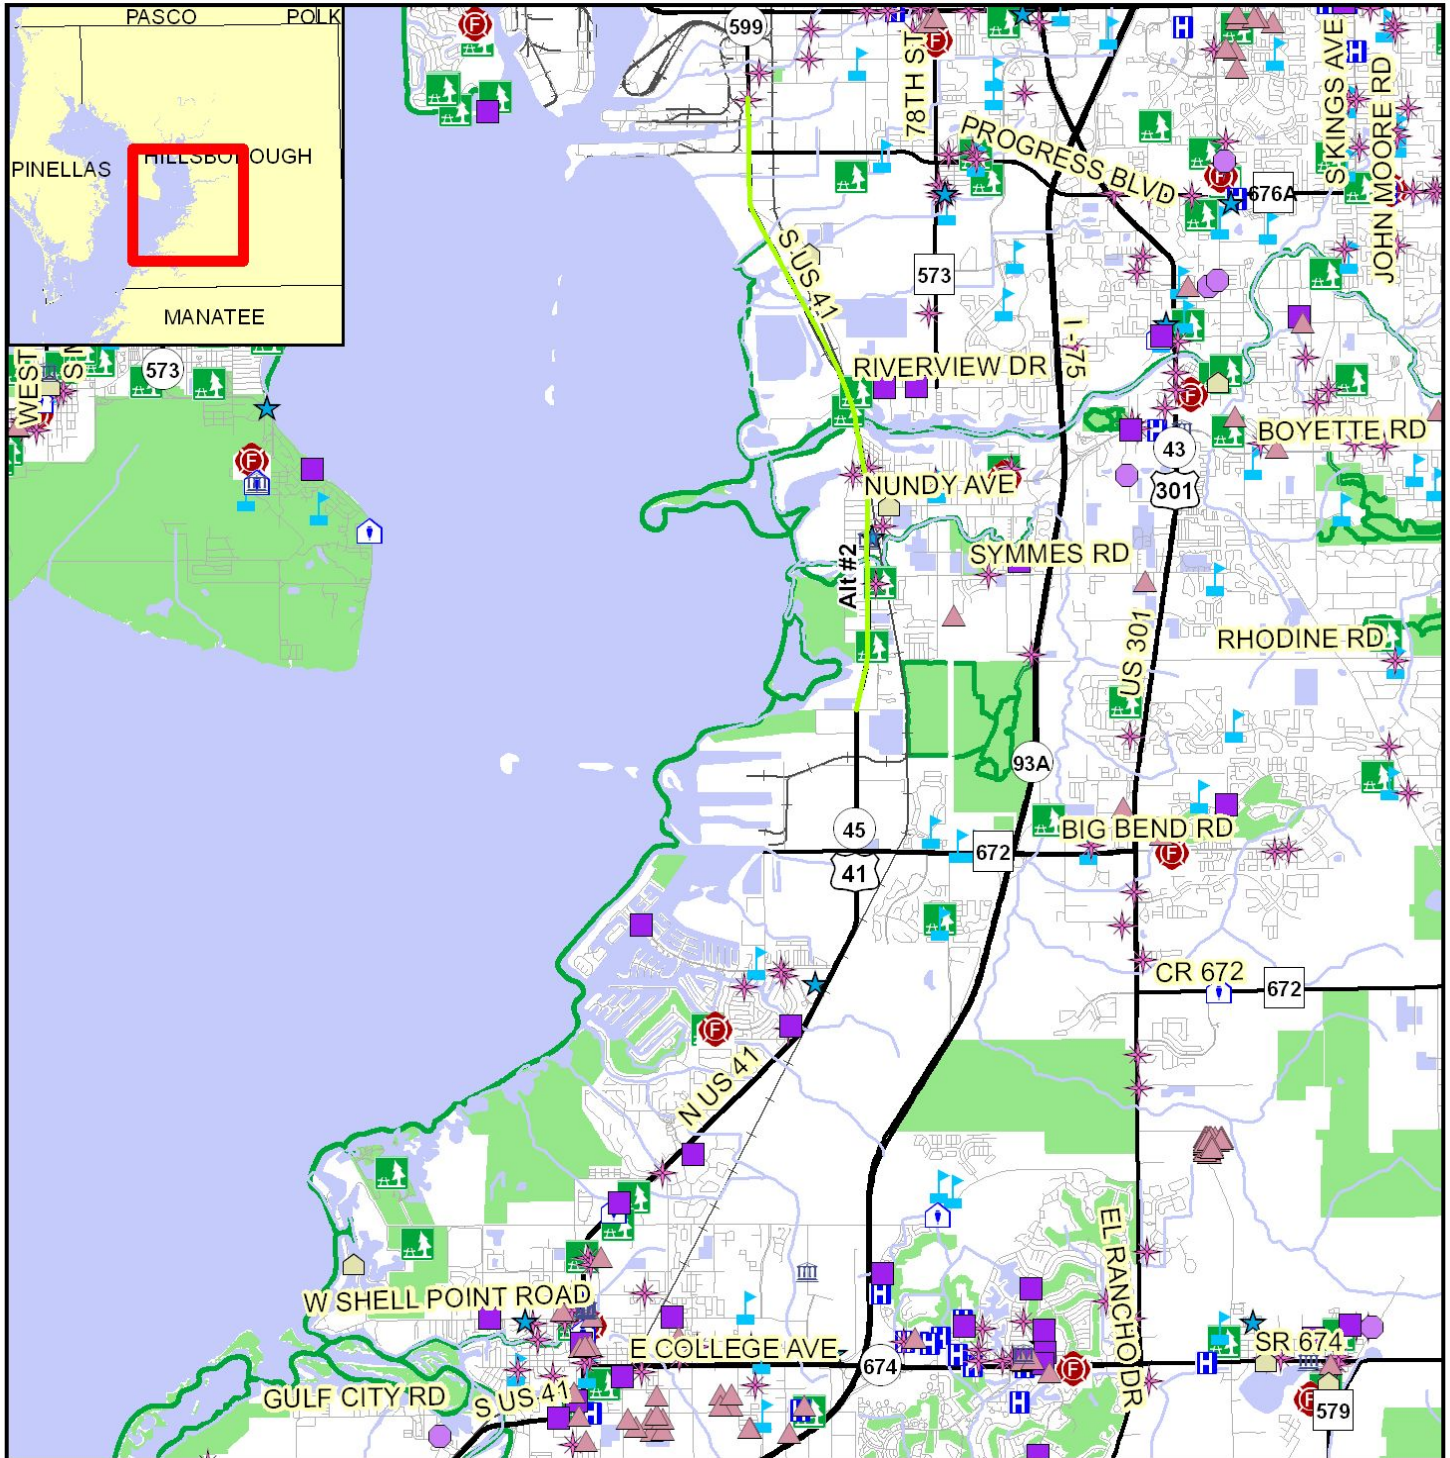 PASCO
POLK
PINELLAS
HILLSBOROUGH
MANATEE
599
78TH ST
PROGRESS BLVD
S KINGS AVE
JOHN MOORE RD
676A
S US 41
573
I - 75
RIVERVIEW DR
WEST
573
BOYETTE RD
43
301
NUNDY AVE
SYMMES RD
Alt #2
US 301
RHODINE RD
93A
45
41
672
BIG BEND RD
CR 672
672
N US 41
EL RANCHO DR
W SHELL POINT ROAD
E COLLEGE AVE
674
SR 674
GULF CITY RD
S US 41
579
F
F
F
F
F
F
F
F
F
H
H
H
H
H
H
H